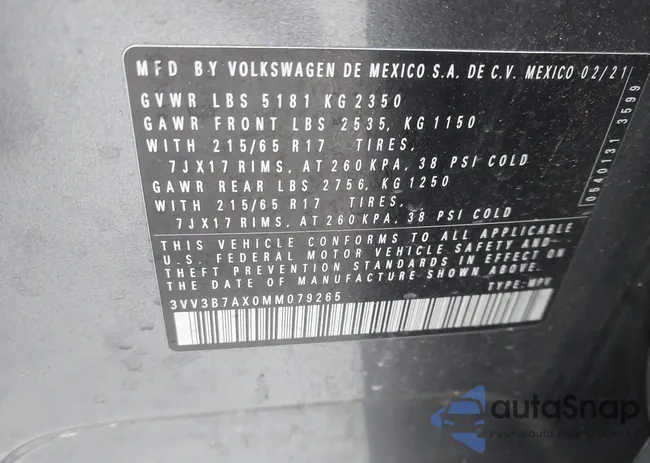 MFD BY VOLKSWAGEN DE MEXICO S.A. DE C.V. MEXICO 02/21
GVWR LBS 5181 KG 2350
GAWR FRONT LBS 2535, KG 1150
WITH 215/65 R17 TIRES,
7JX17 RIMS, AT 260 KPA, 38 PSI COLD
GAWR REAR LBS 2756, KG 1250
WITH 215/65 R17 TIRES,
7JX17 RIMS, AT 260 KPA, 38 PSI COLD
THIS VEHICLE CONFORMS TO ALL APPLICABLE
U.S. FEDERAL MOTOR VEHICLE SAFETY AND
THEFT PREVENTION STANDARDS IN EFFECT ON
THE DATE OF MANUFACTURE SHOWN ABOVE.
TYPE: MPV
3VV3B7AX0MM079265
0640131 3599
autoSnap